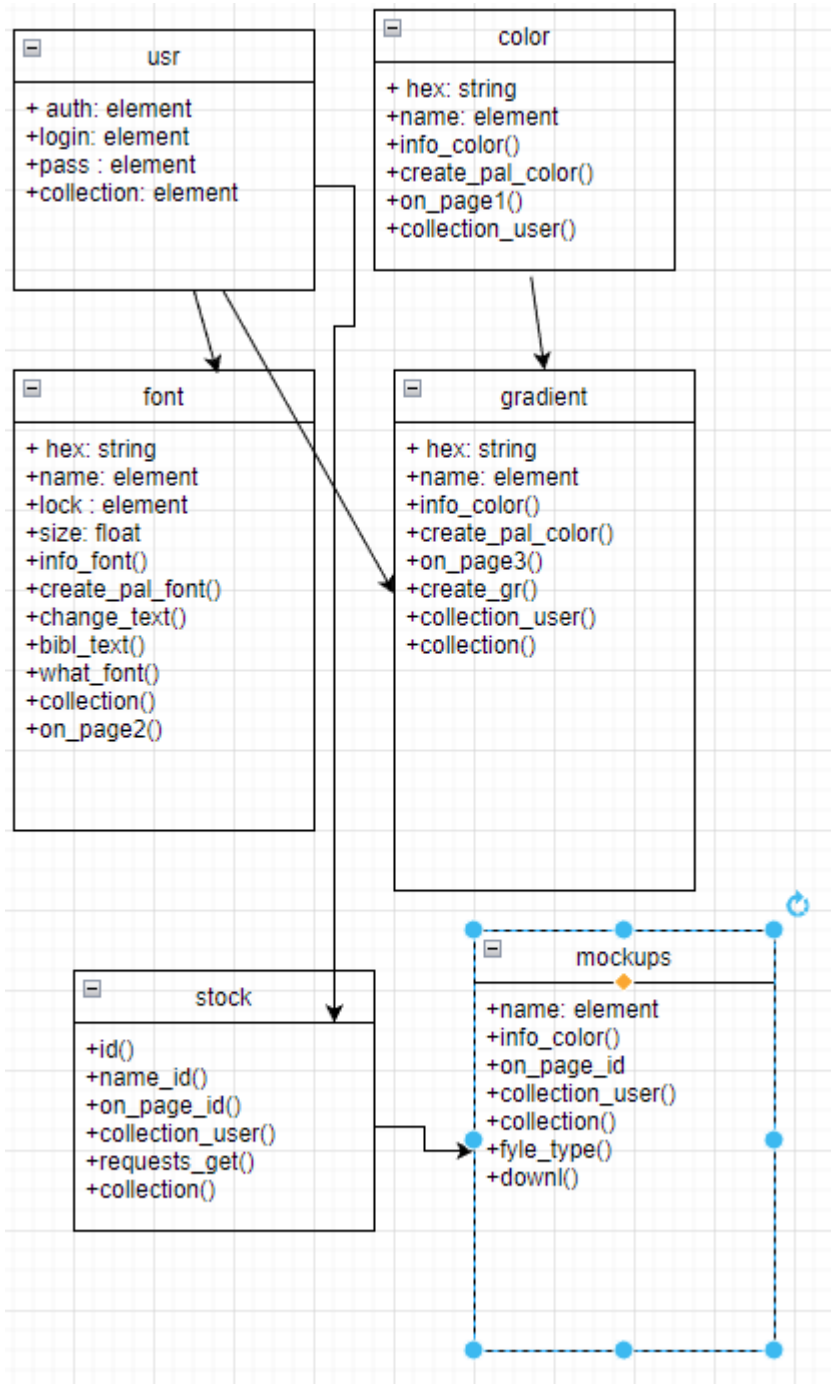 usr
+ auth: element
+login: element
+pass : element
+collection: element
color
+ hex: string
+name: element
+info_color()
+create_pal_color()
+on_page1()
+collection_user()
font
+ hex: string
+name: element
+lock : element
+size: float
+info_font()
+create_pal_font()
+change_text()
+bibl_text()
+what_font()
+collection()
+on_page2()
gradient
+ hex: string
+name: element
+info_color()
+create_pal_color()
+on_page3()
+create_gr()
+collection_user()
+collection()
stock
+id()
+name_id()
+on_page_id()
+collection_user()
+requests_get()
+collection()
mockups
+name: element
+info_color()
+on_page_id
+collection_user()
+collection()
+fyle_type()
+downl()